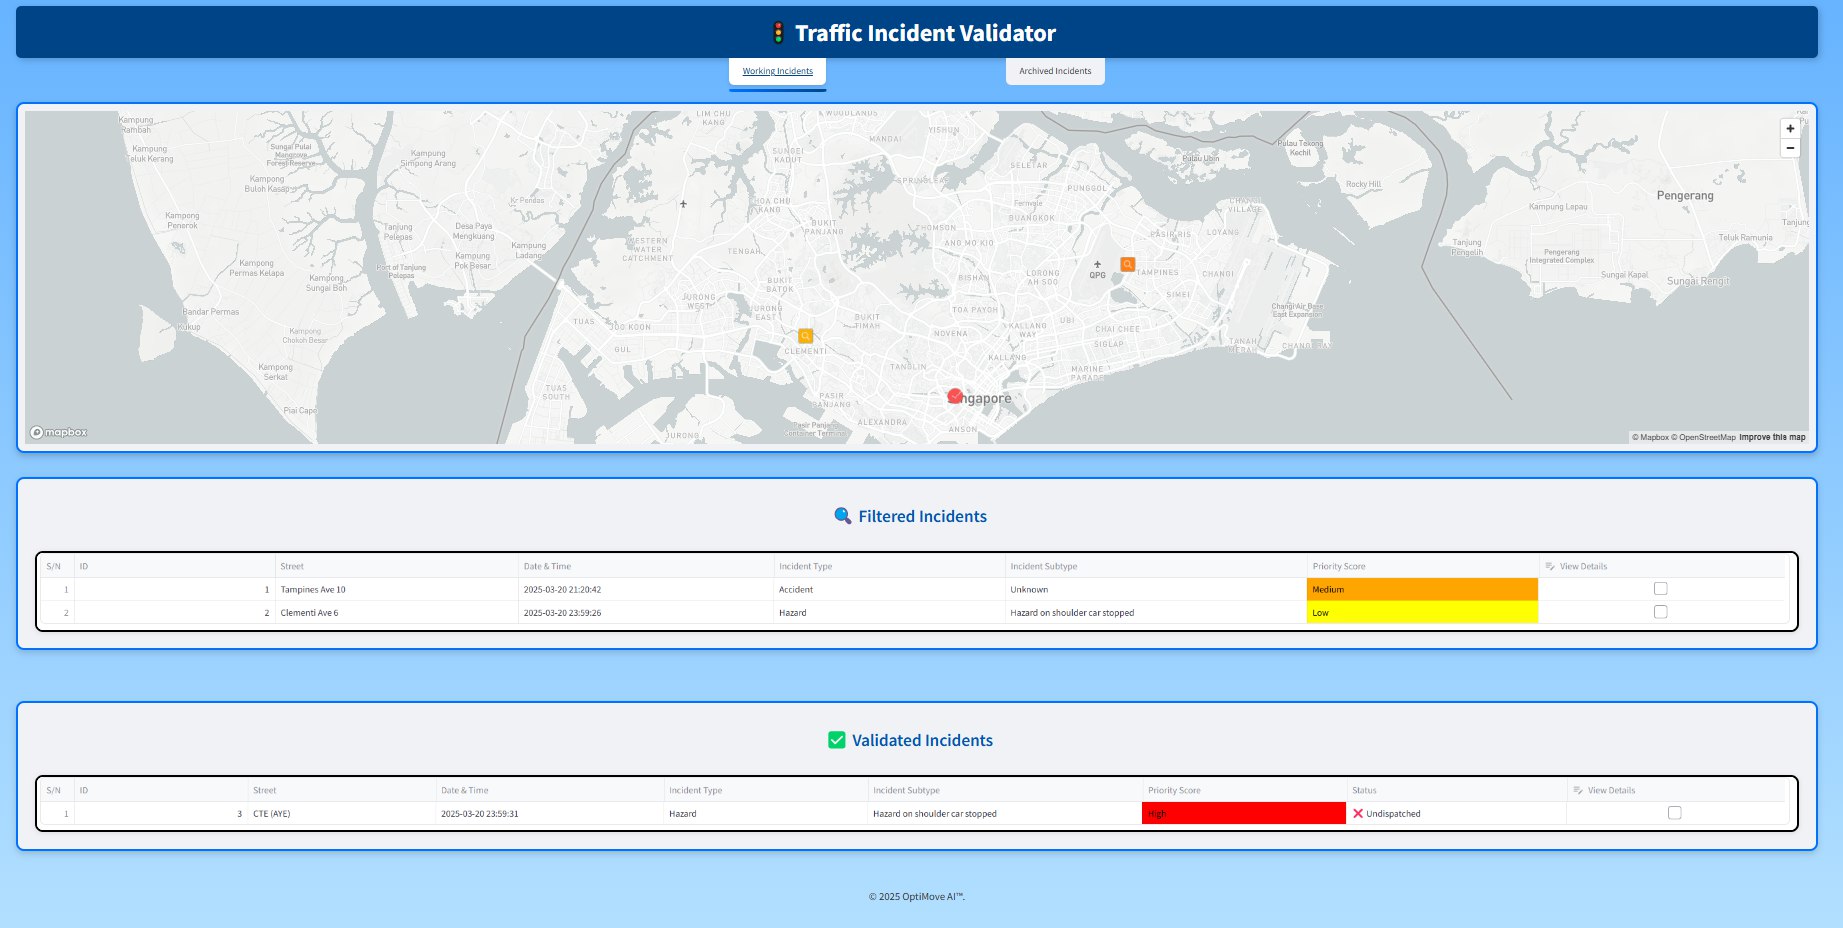 Traffic Incident Validator
Working Incidents
Archived Incidents
Kampung Rambah
Kampung Teluk Kerang
Sungai Pulai Mangrove Forest Reserve
Kampung Simpong Arang
Kampung Buloh Kasap
Kr Perdas
Kampung Penerok
Tanjung Pelepas
Desa Paya Mengkuang
Kampung Ladang
Kampung Pok Besar
Kampung Permas Kelapa
Kampung Sungai Boh
Port of Tanjung Pelepas
Bandar Permas
Kukup
Kampung Chokoh Besar
Kampung Serkat
Piai Cape
LIM CHU KANG
WOODLANDS
MANDAI
YISHUN
SUNGEI KADUT
SELETAR
SPRINGLEAF
PUNGGOL
Fernvale
BUANGKOK
HOA CHU KANG
BUKIT PANJANG
THOMSON
ANG MO KIO
WESTERN WATER CATCHMENT
TENGAH
BISHAN
LORONG AH SOO
QPG
TAMPINES
CHANGI
PASIR RIS
LOYANG
CHANGI VILLAGE
Pulau Ubin
Pulau Tekong Kechil
Rocky Hill
SIMEI
Changi Air Base East Expansion
JURONG WEST
BUKIT BATOK
JURONG EAST
BUKIT TIMAH
TOA PAYOH
NOVENA
KALLANG WAY
UBI
CHAI CHEE
SIGLAP
TANAH MERAH
CHANGI BAY
TUAS
JOO KOON
GUL
CLEMENTI
TANGLIN
KALLANG
MARINE PARADE
TUAS SOUTH
PASIR PANJANG
ngapore
ALEXANDRA
ANSON
Pasir Panjang Container Terminal
JURONG
Kampung Lepau
Pengerang
Tanjung Pengelih
Pengerang Integrated Complex
Teluk Ramunia
Tanjung
Sungai Kapal
Sungai Rengit
+
−
mapbox
© Mapbox © OpenStreetMap Improve this map
Filtered Incidents
S/N ID Street Date & Time Incident Type Incident Subtype Priority Score View Details
1 1 Tampines Ave 10 2025-03-20 21:20:42 Accident Unknown Medium
2 2 Clementi Ave 6 2025-03-20 23:59:26 Hazard Hazard on shoulder car stopped Low
Validated Incidents
S/N ID Street Date & Time Incident Type Incident Subtype Priority Score Status View Details
1 3 CTE (AYE) 2025-03-20 23:59:31 Hazard Hazard on shoulder car stopped High ❌ Undispatched
© 2025 OptiMove AI™.